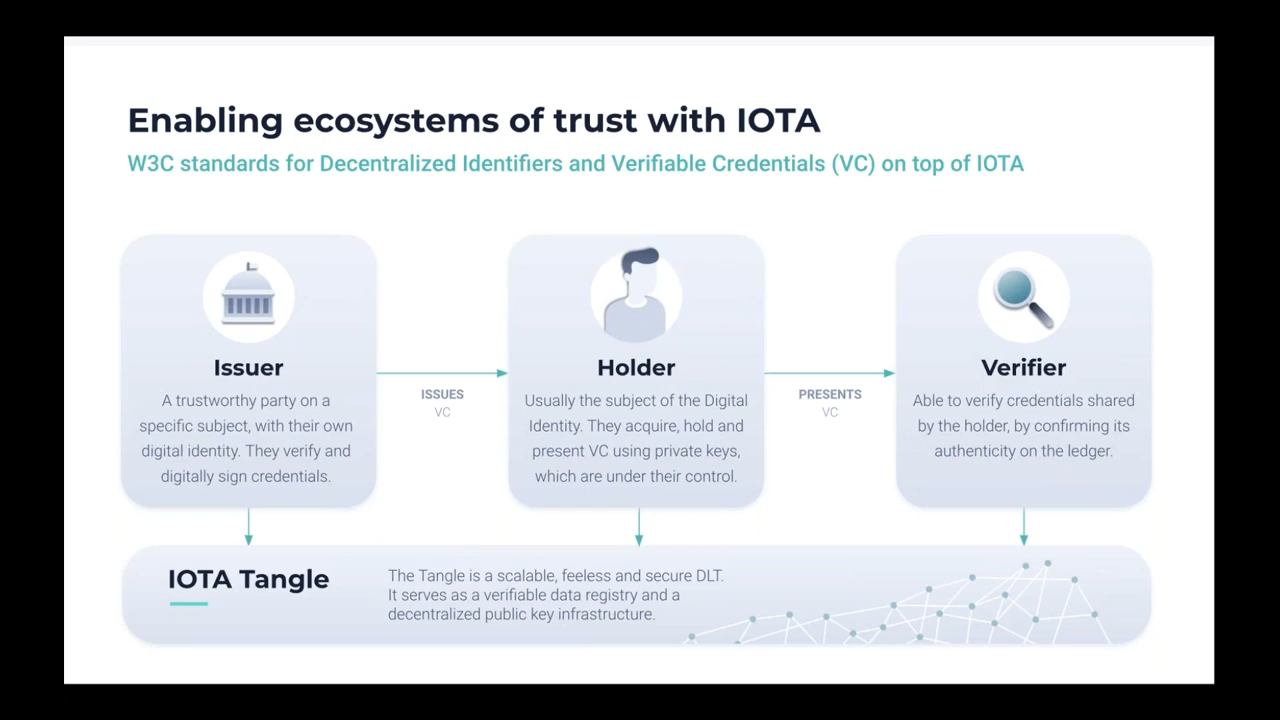 Enabling ecosystems of trust with IOTA
W3C standards for Decentralized Identifiers and Verifiable Credentials (VC) on top of IOTA
Issuer
A trustworthy party on a
specific subject, with their own
digital identity. They verify and
digitally sign credentials.
ISSUES
VC
Holder
Usually the subject of the Digital
Identity. They acquire, hold and
present VC using private keys,
which are under their control.
PRESENTS
VC
Verifier
Able to verify credentials shared
by the holder, by confirming its
authenticity on the ledger.
IOTA Tangle
The Tangle is a scalable, feeless and secure DLT.
It serves as a verifiable data registry and a
decentralized public key infrastructure.